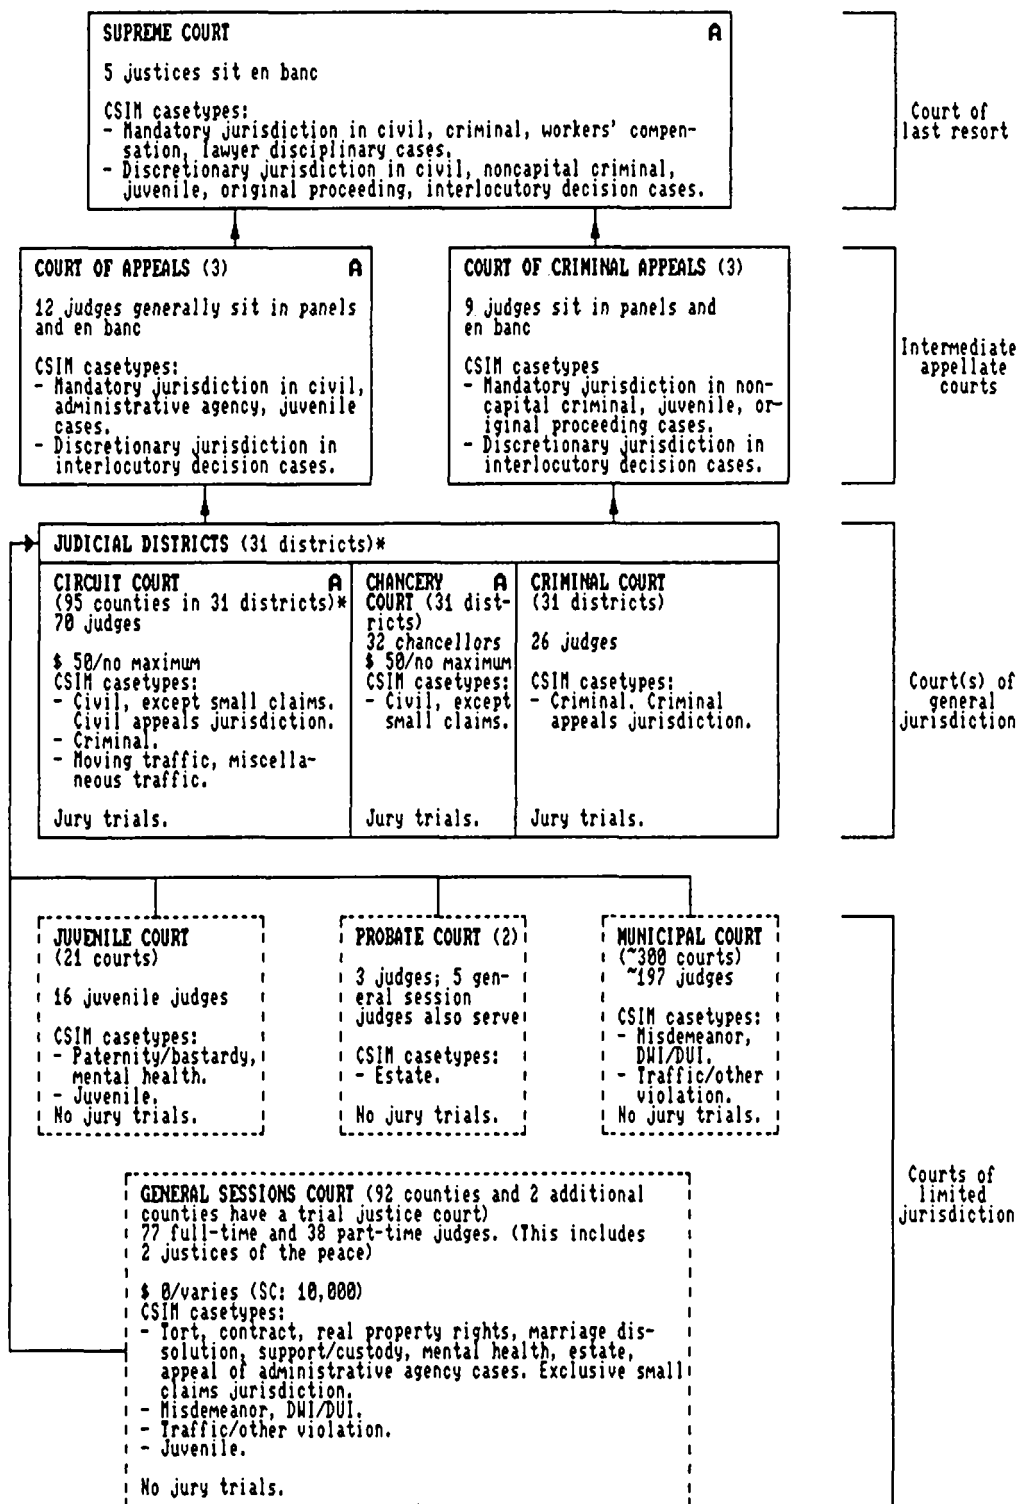 SUPREME COURT A
5 justices sit en banc
CSIM casetypes:
- Mandatory jurisdiction in civil, criminal, workers' compen-
sation, lawyer disciplinary cases.
- Discretionary jurisdiction in civil, noncapital criminal,
juvenile, original proceeding, interlocutory decision cases.
Court of
last resort
COURT OF APPEALS (3) A
12 judges generally sit in panels
and en banc
CSIM casetypes:
- Mandatory jurisdiction in civil,
administrative agency, juvenile
cases.
- Discretionary jurisdiction in
interlocutory decision cases.
COURT OF CRIMINAL APPEALS (3)
9 judges sit in panels and
en banc
CSIM casetypes
- Mandatory jurisdiction in non-
capital criminal, juvenile, or-
iginal proceeding cases.
- Discretionary jurisdiction in
interlocutory decision cases.
Intermediate
appellate
courts
JUDICIAL DISTRICTS (31 districts)*
CIRCUIT COURT A
(95 counties in 31 districts)*
70 judges
$ 50/no maximum
CSIM casetypes:
- Civil, except small claims.
Civil appeals jurisdiction.
- Criminal.
- Moving traffic, miscella-
neous traffic.
Jury trials.
CHANCERY A
COURT (31 dist-
ricts)
32 chancellors
$ 50/no maximum
CSIM casetypes:
- Civil, except
small claims.
Jury trials.
CRIMINAL COURT
(31 districts)
26 judges
CSIM casetypes:
- Criminal. Criminal
appeals jurisdiction.
Jury trials.
Court(s) of
general
jurisdiction
JUVENILE COURT
(21 courts)
16 juvenile judges
CSIM casetypes:
- Paternity/bastardy,
mental health.
- Juvenile.
No jury trials.
PROBATE COURT (2)
3 judges; 5 gen-
eral session
judges also serve
CSIM casetypes:
- Estate.
No jury trials.
MUNICIPAL COURT
(~300 courts)
~197 judges
CSIM casetypes:
- Misdemeanor,
DWI/DUI.
- Traffic/other
violation.
No jury trials.
GENERAL SESSIONS COURT (92 counties and 2 additional
counties have a trial justice court)
77 full-time and 38 part-time judges. (This includes
2 justices of the peace)
$ 0/varies (SC: 10,000)
CSIM casetypes:
- Tort, contract, real property rights, marriage dis-
solution, support/custody, mental health, estate,
appeal of administrative agency cases. Exclusive small
claims jurisdiction.
- Misdemeanor, DWI/DUI.
- Traffic/other violation.
- Juvenile.
No jury trials.
Courts of
limited
jurisdiction